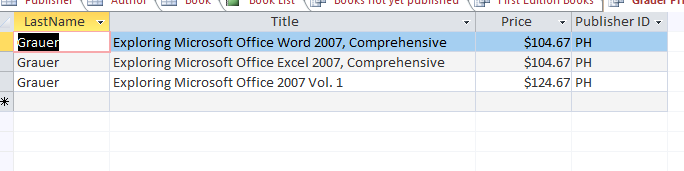 Publisher Author Book Book List Books not yet published First Edition Books Grauer Pri
LastName Title Price Publisher ID
Grauer Exploring Microsoft Office Word 2007, Comprehensive $104.67 PH
Grauer Exploring Microsoft Office Excel 2007, Comprehensive $104.67 PH
Grauer Exploring Microsoft Office 2007 Vol. 1 $124.67 PH